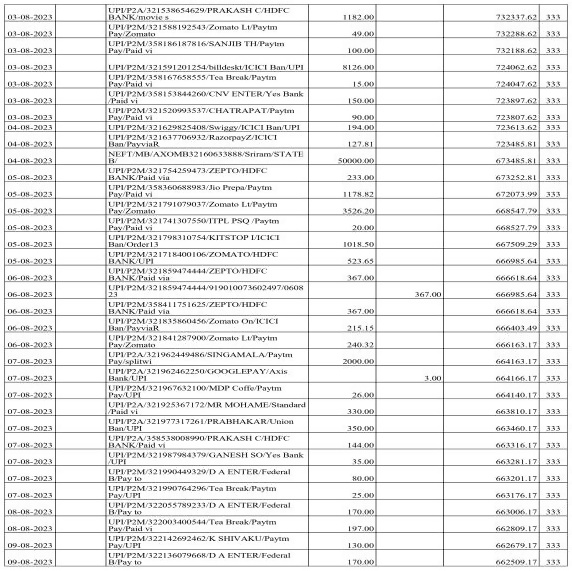 UPI/P2A/321538654629/PRAKASH C/HDFC
03-08-2023 BANK/movie s 1182.00 732337.62 333
UPI/P2M/321588192543/Zomato Lt/Paytm
03-08-2023 Pay/Zomato 49.00 732288.62 333
UPI/P2M/358186187816/SANJIB TH/Paytm
03-08-2023 Pay/Paid vi 100.00 732188.62 333
03-08-2023 UPI/P2M/321591201254/billdeskt/ICICI Ban/UPI 8126.00 724062.62 333
UPI/P2M/358167658555/Tea Break/Paytm
03-08-2023 Pay/Paid vi 15.00 724047.62 333
UPI/P2M/358153844260/CNV ENTER/Yes Bank
03-08-2023 /Paid vi 150.00 723897.62 333
UPI/P2M/321520993537/CHATRAPAT/Paytm
03-08-2023 Pay/Paid vi 90.00 723807.62 333
04-08-2023 UPI/P2M/321629825408/Swiggy/ICICI Ban/UPI 194.00 723613.62 333
UPI/P2M/321637706932/RazorpayZ/ICICI
04-08-2023 Ban/PayviaR 127.81 723485.81 333
NEFT/MB/AXOMB32160633888/Sriram/STATE
04-08-2023 B/ 50000.00 673485.81 333
UPI/P2M/321754259473/ZEPTO/HDFC
05-08-2023 BANK/Paid via 233.00 673252.81 333
UPI/P2M/358360688983/Jio Prepa/Paytm
05-08-2023 Pay/Paid vi 1178.82 672073.99 333
UPI/P2M/321791079037/Zomato Lt/Paytm
05-08-2023 Pay/Zomato 3526.20 668547.79 333
UPI/P2M/321741307550/ITPL PSQ /Paytm
05-08-2023 Pay/Paid vi 20.00 668527.79 333
UPI/P2M/321798310754/KITSTOP I/ICICI
05-08-2023 Ban/Order13 1018.50 667509.29 333
UPI/P2M/321718400106/ZOMATO/HDFC
05-08-2023 BANK/UPI 523.65 666985.64 333
UPI/P2M/321859474444/ZEPTO/HDFC
06-08-2023 BANK/Paid via 367.00 666618.64 333
UPI/P2M/321859474444/919010073602497/0608
06-08-2023 23 367.00 666985.64 333
UPI/P2M/358411751625/ZEPTO/HDFC
06-08-2023 BANK/Paid via 367.00 666618.64 333
UPI/P2M/321835860456/Zomato On/ICICI
06-08-2023 Ban/PayviaR 215.15 666403.49 333
UPI/P2M/321841287900/Zomato Lt/Paytm
06-08-2023 Pay/Zomato 240.32 666163.17 333
UPI/P2A/321962449486/SINGAMALA/Paytm
07-08-2023 Pay/splitwi 2000.00 664163.17 333
UPI/P2A/321962462250/GOOGLEPAY/Axis
07-08-2023 Bank/UPI 3.00 664166.17 333
UPI/P2M/321967632100/MDP Coffe/Paytm
07-08-2023 Pay/UPI 26.00 664140.17 333
UPI/P2A/321925367172/MR MOHAME/Standard
07-08-2023 /Paid vi 330.00 663810.17 333
UPI/P2A/321977317261/PRABHAKAR/Union
07-08-2023 Ban/UPI 350.00 663460.17 333
UPI/P2A/358538008990/PRAKASH C/HDFC
07-08-2023 BANK/Paid vi 144.00 663316.17 333
UPI/P2M/321987984379/GANESH SO/Yes Bank
07-08-2023 /UPI 35.00 663281.17 333
UPI/P2M/321990449329/D A ENTER/Federal
07-08-2023 B/Pay to 80.00 663201.17 333
UPI/P2M/321990764296/Tea Break/Paytm
07-08-2023 Pay/UPI 25.00 663176.17 333
UPI/P2M/322055789233/D A ENTER/Federal
08-08-2023 B/Pay to 170.00 663006.17 333
UPI/P2M/322003400544/Tea Break/Paytm
08-08-2023 Pay/Paid vi 197.00 662809.17 333
UPI/P2M/322142692462/K SHIVAKU/Paytm
09-08-2023 Pay/UPI 130.00 662679.17 333
UPI/P2M/322136079668/D A ENTER/Federal
09-08-2023 B/Pay to 170.00 662509.17 333